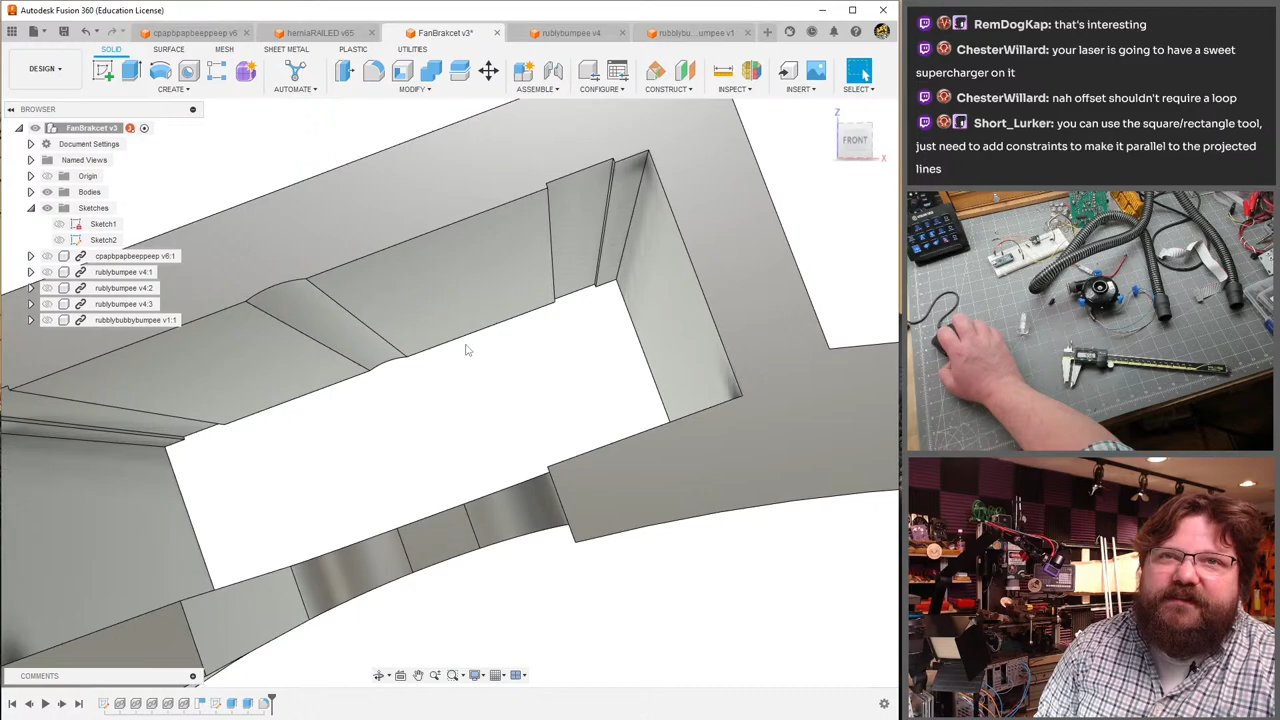 Autodesk Fusion 360 (Education License)
cpapbpapbeeppeep v6
herniaRAILED v65
FanBrakcet v3*
rublybumpee v4
rubblybu...umpee v1
SOLID
SURFACE
MESH
SHEET METAL
PLASTIC
UTILITIES
DESIGN
CREATE
AUTOMATE
MODIFY
ASSEMBLE
CONFIGURE
CONSTRUCT
INSPECT
INSERT
SELECT
BROWSER
FanBrakcet v3
Document Settings
Named Views
Origin
Bodies
Sketches
Sketch1
Sketch2
cpapbpapbeeppeep v6:1
rublybumpee v4:1
rublybumpee v4:2
rublybumpee v4:3
rubblybubbybumpee v1:1
Z
FRONT
X
COMMENTS
RemDogKap: that's interesting
ChesterWillard: your laser is going to have a sweet
supercharger on it
ChesterWillard: nah offset shouldn't require a loop
Short_Lurker: you can use the square/rectangle tool,
just need to add constraints to make it parallel to the projected
lines